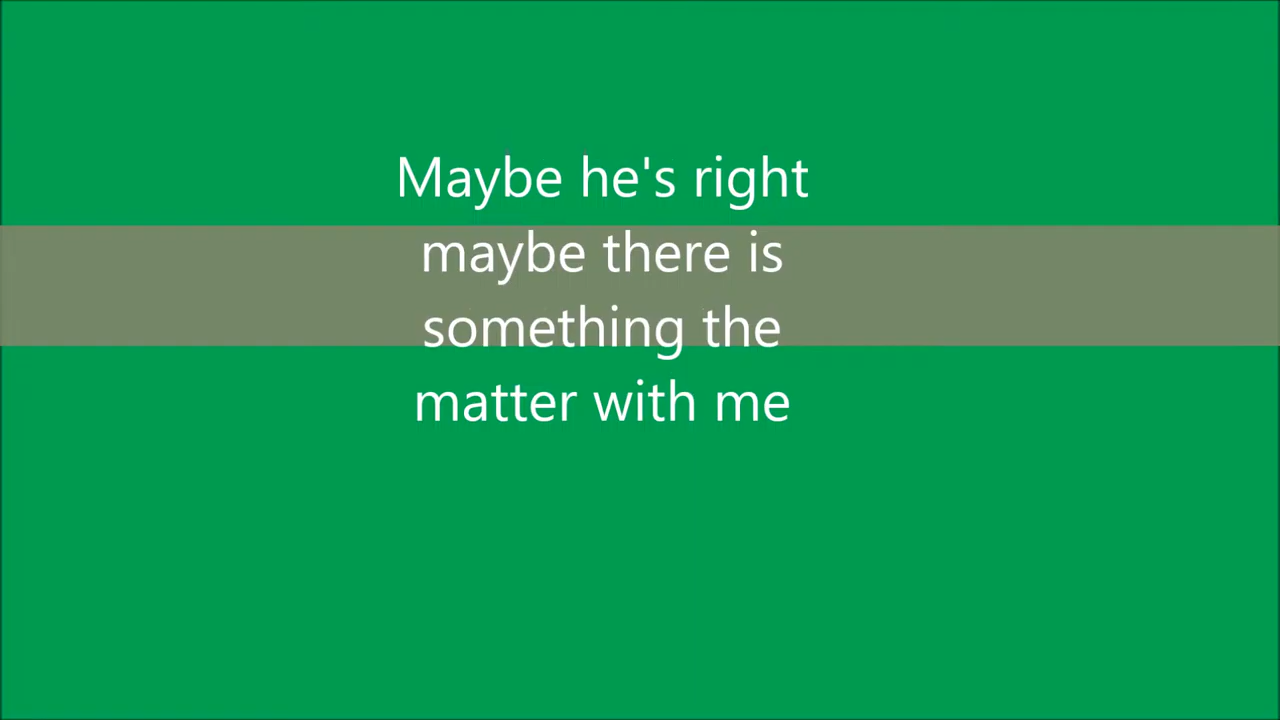 Maybe he's right
maybe there is
something the
matter with me